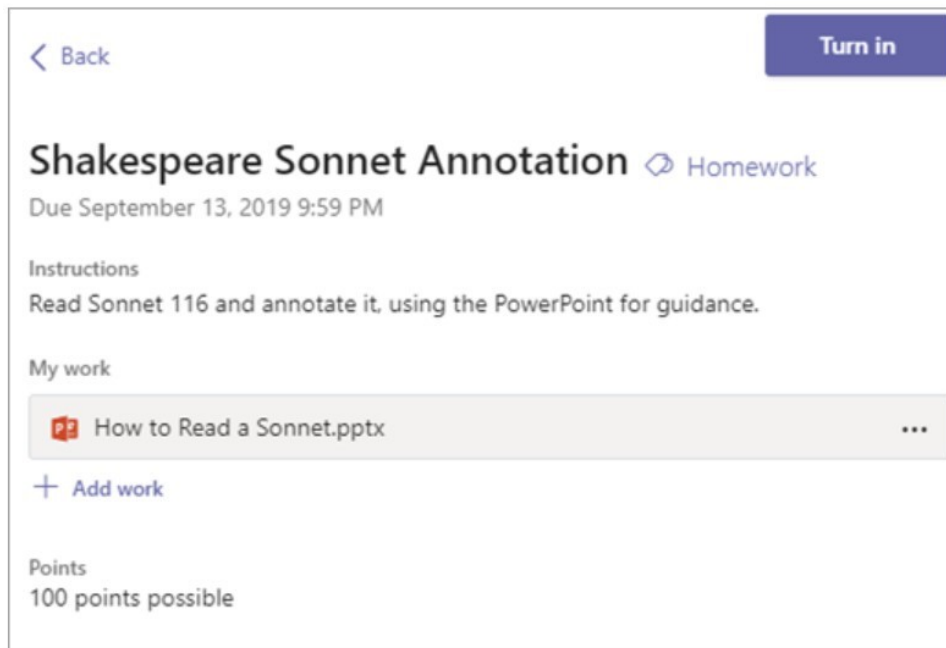 Back
Turn in
Shakespeare Sonnet Annotation Homework
Due September 13, 2019 9:59 PM
Instructions
Read Sonnet 116 and annotate it, using the PowerPoint for guidance.
My work
How to Read a Sonnet.pptx
Add work
Points
100 points possible